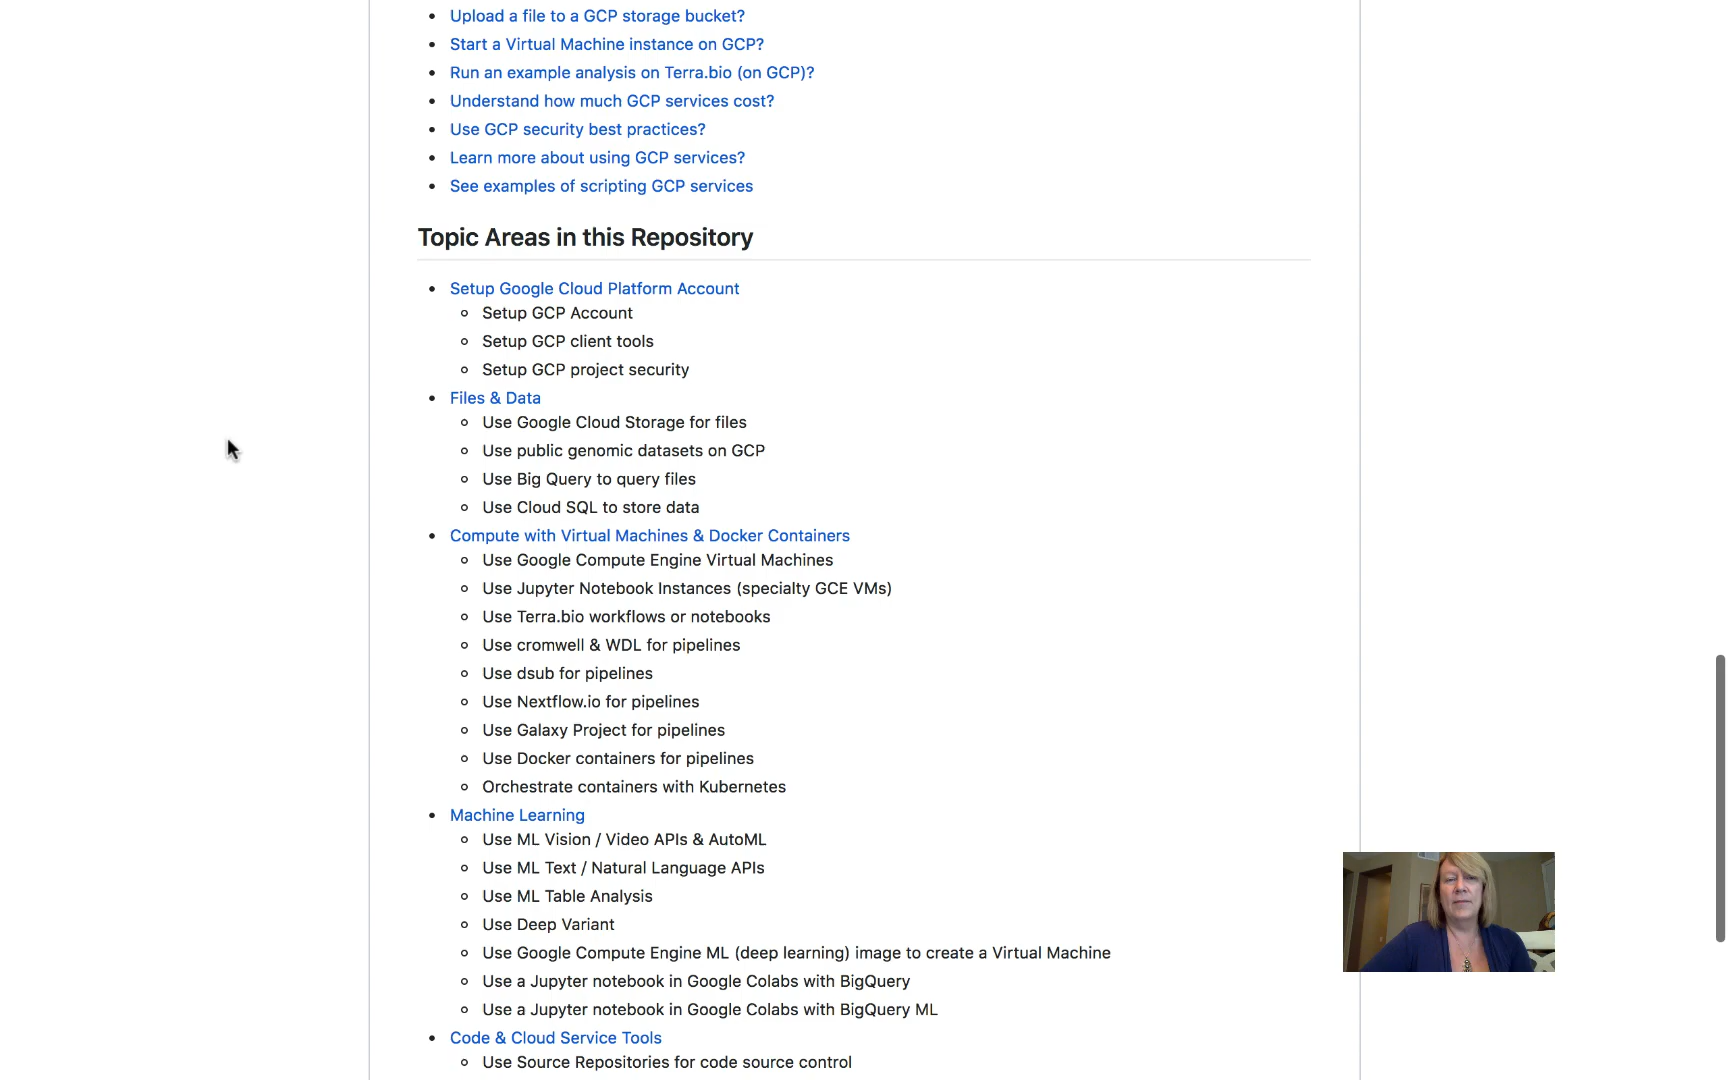 Upload a file to a GCP storage bucket?
Start a Virtual Machine instance on GCP?
Run an example analysis on Terra.bio (on GCP)?
Understand how much GCP services cost?
Use GCP security best practices?
Learn more about using GCP services?
See examples of scripting GCP services
Topic Areas in this Repository
Setup Google Cloud Platform Account
Setup GCP Account
Setup GCP client tools
Setup GCP project security
Files & Data
Use Google Cloud Storage for files
Use public genomic datasets on GCP
Use Big Query to query files
Use Cloud SQL to store data
Compute with Virtual Machines & Docker Containers
Use Google Compute Engine Virtual Machines
Use Jupyter Notebook Instances (specialty GCE VMs)
Use Terra.bio workflows or notebooks
Use cromwell & WDL for pipelines
Use dsub for pipelines
Use Nextflow.io for pipelines
Use Galaxy Project for pipelines
Use Docker containers for pipelines
Orchestrate containers with Kubernetes
Machine Learning
Use ML Vision / Video APIs & AutoML
Use ML Text / Natural Language APIs
Use ML Table Analysis
Use Deep Variant
Use Google Compute Engine ML (deep learning) image to create a Virtual Machine
Use a Jupyter notebook in Google Colabs with BigQuery
Use a Jupyter notebook in Google Colabs with BigQuery ML
Code & Cloud Service Tools
Use Source Repositories for code source control